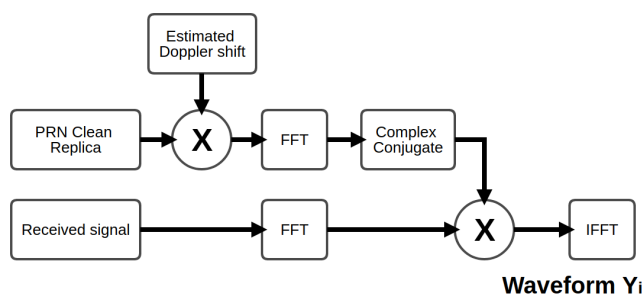 Estimated
Doppler shift
PRN Clean
Replica
X
FFT
Complex
Conjugate
Received signal
FFT
X
IFFT
Waveform Yi